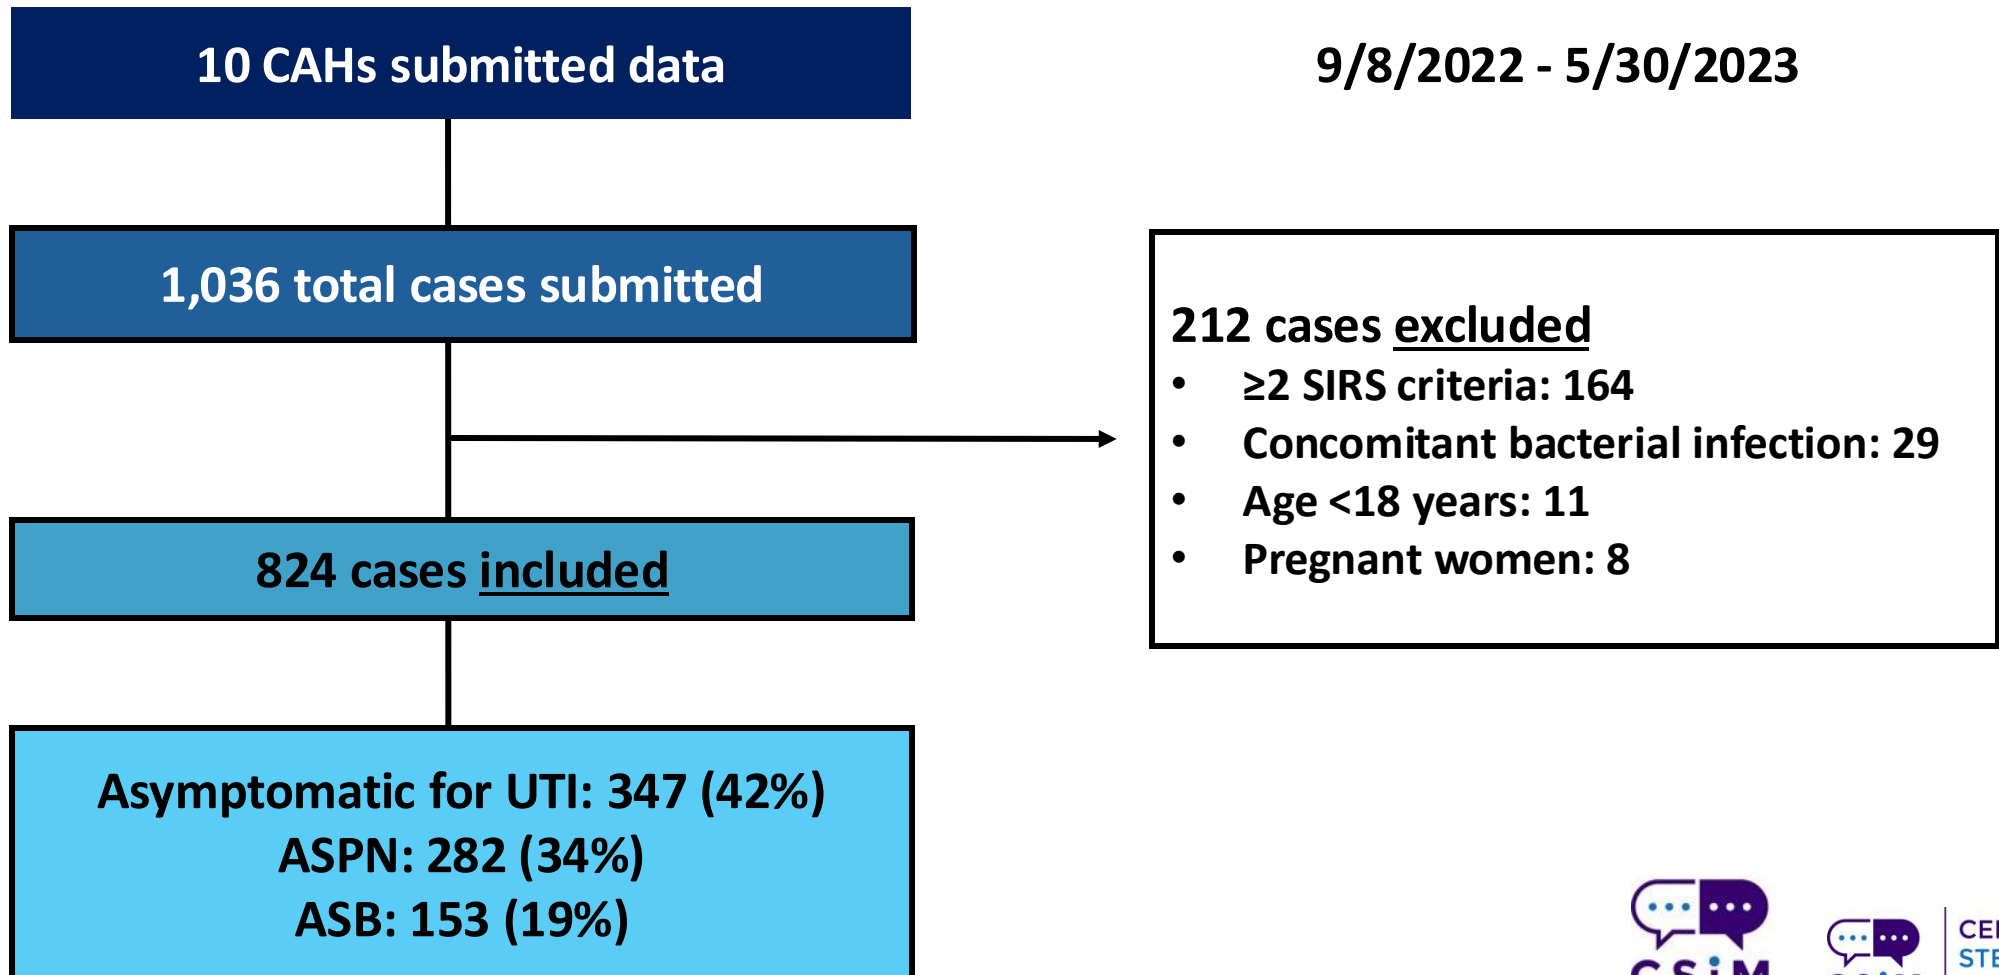 10 CAHs submitted data
9/8/2022 - 5/30/2023
1,036 total cases submitted
212 cases excluded
• ≥2 SIRS criteria: 164
• Concomitant bacterial infection: 29
• Age <18 years: 11
• Pregnant women: 8
824 cases included
Asymptomatic for UTI: 347 (42%)
ASPN: 282 (34%)
ASB: 153 (19%)
CSiM